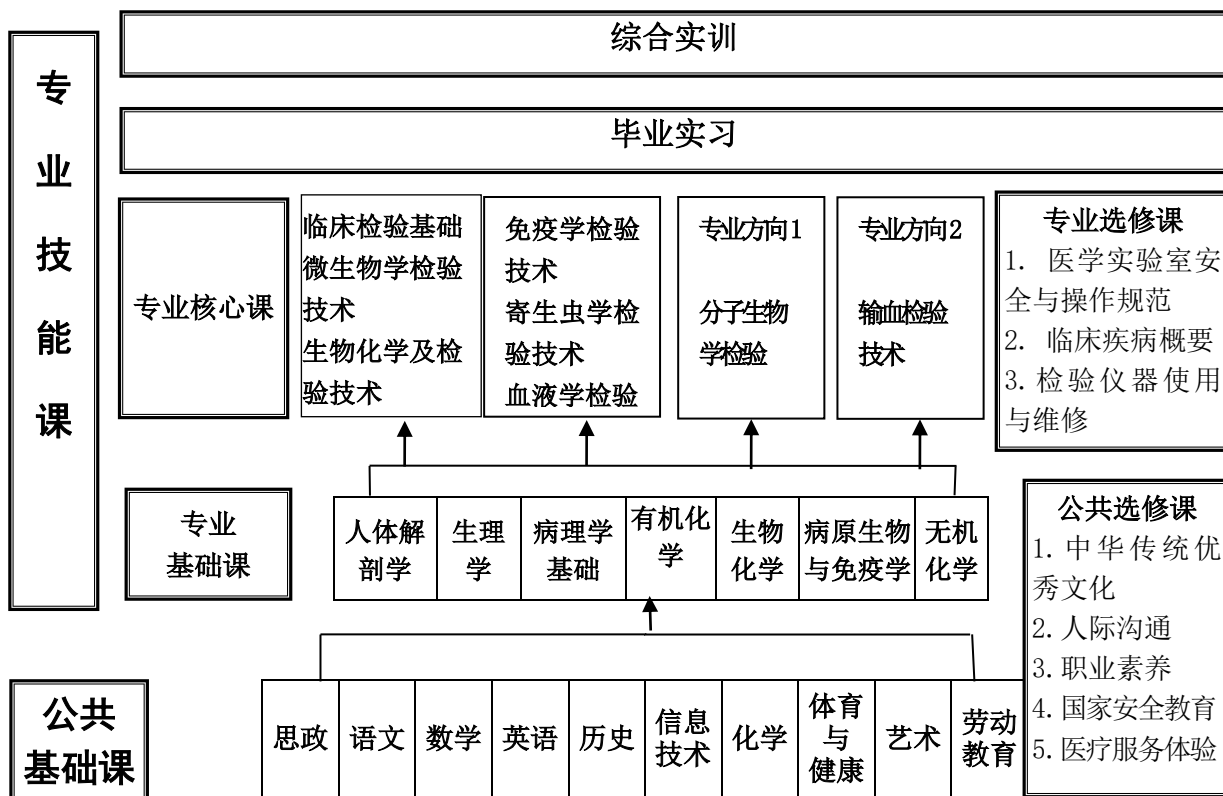 综合实训
毕业实习
专
业
技
能
课
专业核心课
临床检验基础
微生物学检验
技术
生物化学及检
验技术
免疫学检验
技术
寄生虫学检
验技术
血液学检验
专业方向1
分子生物
学检验
专业方向2
输血检验
技术
专业选修课
1. 医学实验室安
全与操作规范
2. 临床疾病概要
3.检验仪器使用
与维修
专业
基础课
人体解
剖学
生理
学
病理学
基础
有机化
学
生物
化学
病原生物
与免疫学
无机
化学
公共选修课
1.中华传统优
秀文化
2.人际沟通
3.职业素养
4.国家安全教育
5.医疗服务体验
公共
基础课
思政
语文
数学
英语
历史
信息
技术
化学
体育
与
健康
艺术
劳动
教育